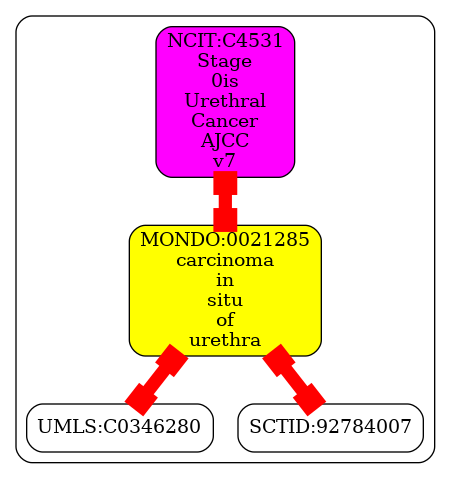 NCIT:C4531
Stage
0is
Urethral
Cancer
AJCC
v7
MONDO:0021285
carcinoma
in
situ
of
urethra
UMLS:C0346280
SCTID:92784007